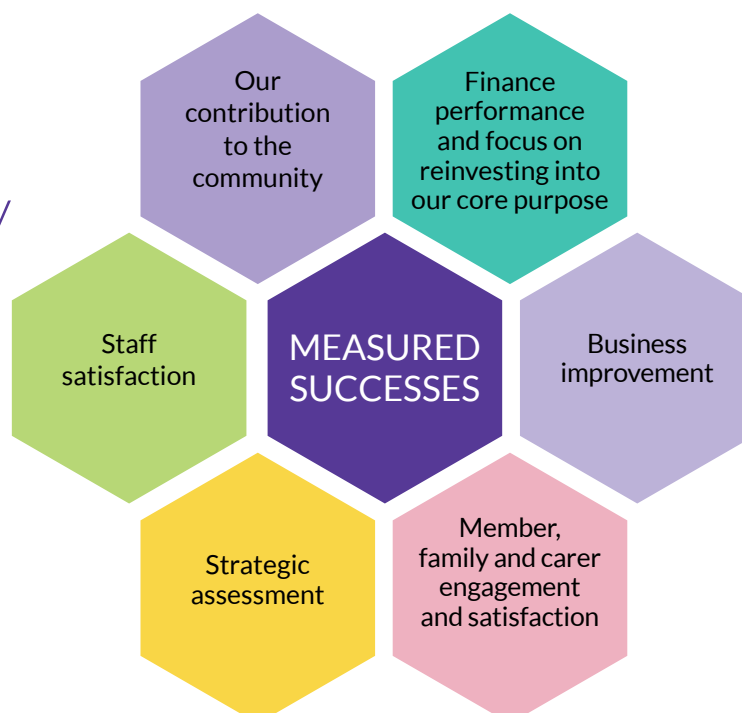 Our
contribution
to the
community
Finance
performance
and focus on
reinvesting into
our core purpose
Staff
satisfaction
MEASURED
SUCCESSES
Business
improvement
Strategic
assessment
Member,
family and carer
engagement
and satisfaction